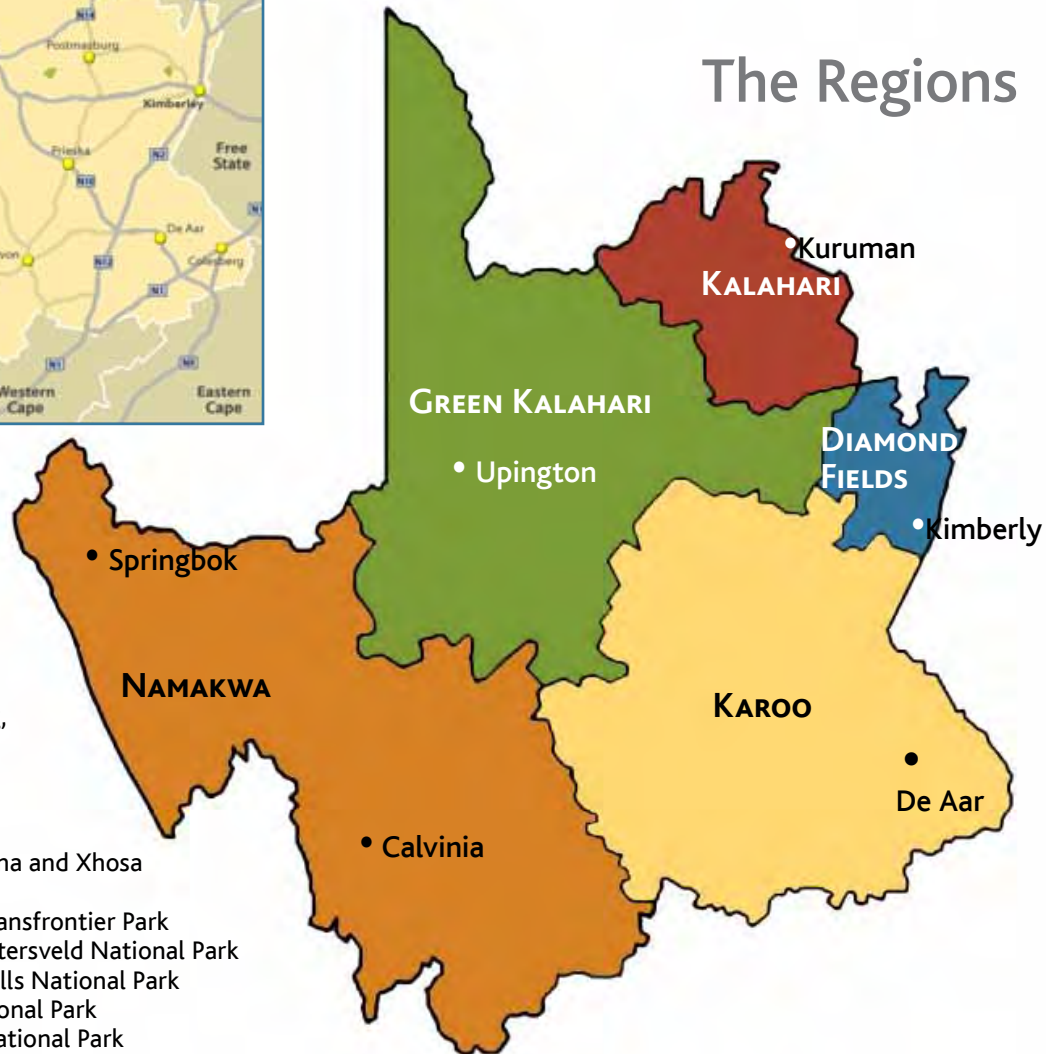 The Regions
N14
Postmasburg
Kimberley
Prieska
N2
N10
Free
State
De Aar
Colesberg
N12
N1
N1
Western
Cape
Eastern
Cape
Kuruman
KALAHARI
GREEN KALAHARI
Upington
DIAMOND
FIELDS
Kimberly
Springbok
NAMAKWA
KAROO
De Aar
Calvinia
na and Xhosa
ansfrontier Park
tersveld National Park
lls National Park
onal Park
ational Park